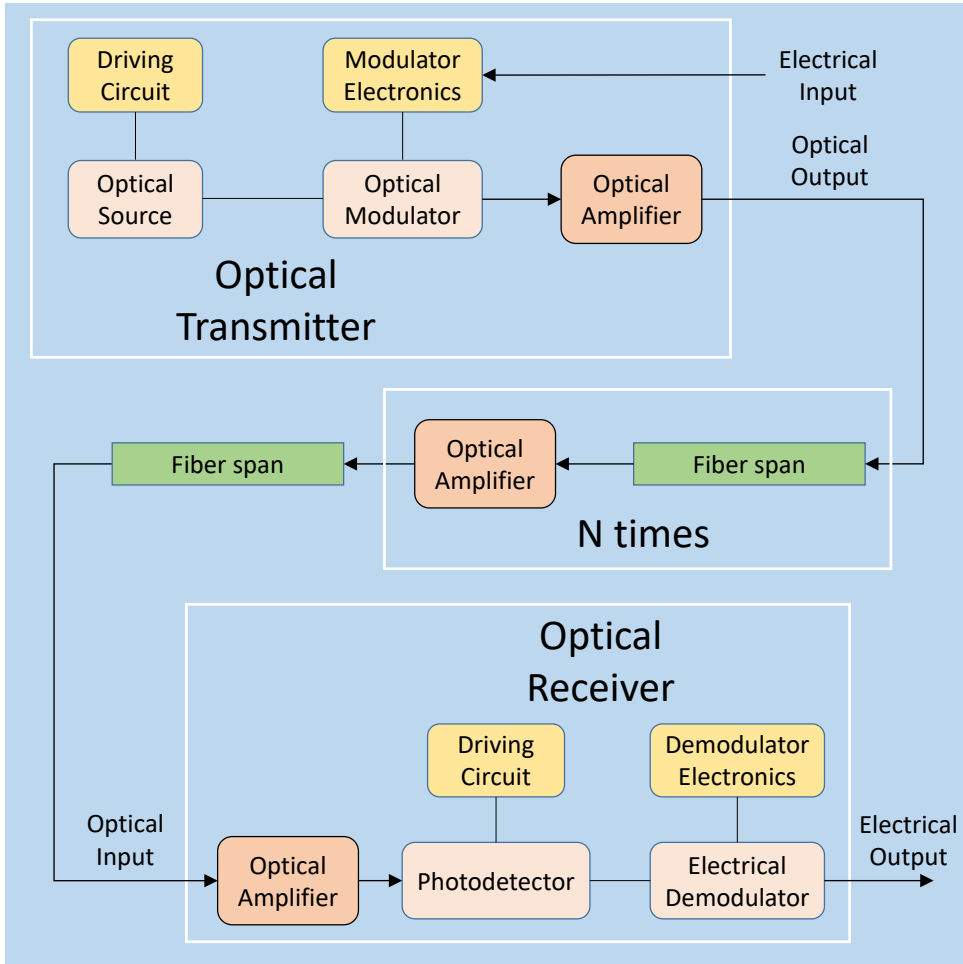 Driving
Circuit
Modulator
Electronics
Electrical
Input
Optical
Output
Optical
Source
Optical
Modulator
Optical
Amplifier
Optical
Transmitter
Fiber span
Optical
Amplifier
Fiber span
N times
Optical
Receiver
Driving
Circuit
Demodulator
Electronics
Optical
Input
Optical
Amplifier
Photodetector
Electrical
Demodulator
Electrical
Output